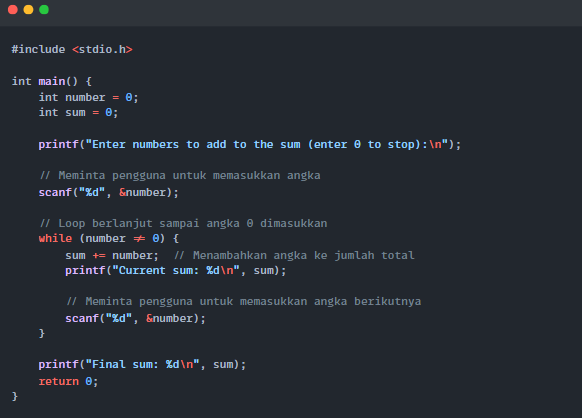 #include <stdio.h>
int main() {
int number = 0;
int sum = 0;
printf("Enter numbers to add to the sum (enter 0 to stop):\n");
// Meminta pengguna untuk memasukkan angka
scanf("%d", &number);
// Loop berlanjut sampai angka 0 dimasukkan
while (number ≠ 0) {
sum += number;  // Menambahkan angka ke jumlah total
printf("Current sum: %d\n", sum);
// Meminta pengguna untuk memasukkan angka berikutnya
scanf("%d", &number);
}
printf("Final sum: %d\n", sum);
return 0;
}